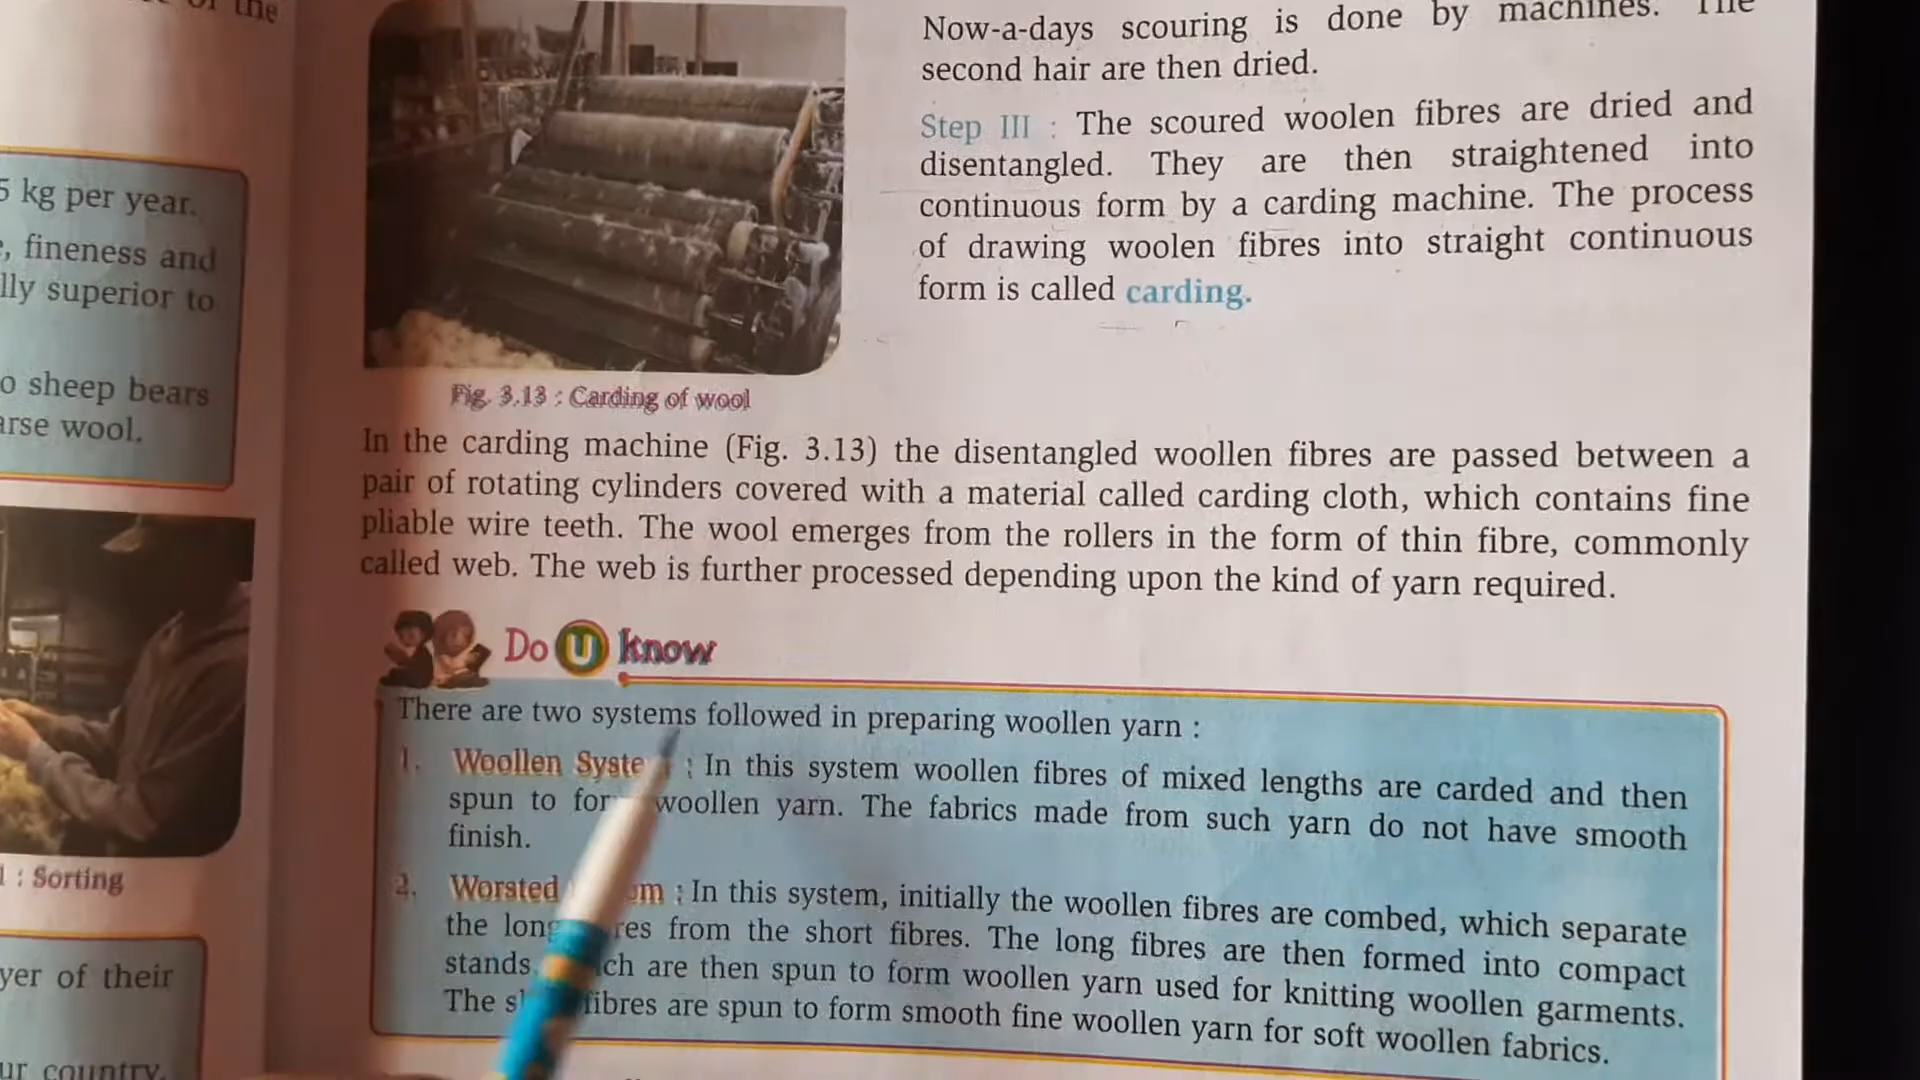 of the
5 kg per year.
, fineness and
lly superior to
o sheep bears
arse wool.
1 : Sorting
yer of their
ur country.
Now-a-days scouring is done by machines. The
second hair are then dried.
Step III : The scoured woolen fibres are dried and
disentangled. They are then straightened into
continuous form by a carding machine. The process
of drawing woolen fibres into straight continuous
form is called carding.
Fig. 3.13 : Carding of wool
In the carding machine (Fig. 3.13) the disentangled woollen fibres are passed between a
pair of rotating cylinders covered with a material called carding cloth, which contains fine
pliable wire teeth. The wool emerges from the rollers in the form of thin fibre, commonly
called web. The web is further processed depending upon the kind of yarn required.
Do U know
There are two systems followed in preparing woollen yarn :
1. Woollen Syste : In this system woollen fibres of mixed lengths are carded and then
spun to for woollen yarn. The fabrics made from such yarn do not have smooth
finish.
2. Worsted m : In this system, initially the woollen fibres are combed, which separate
the long res from the short fibres. The long fibres are then formed into compact
stands, ch are then spun to form woollen yarn used for knitting woollen garments.
The s fibres are spun to form smooth fine woollen yarn for soft woollen fabrics.